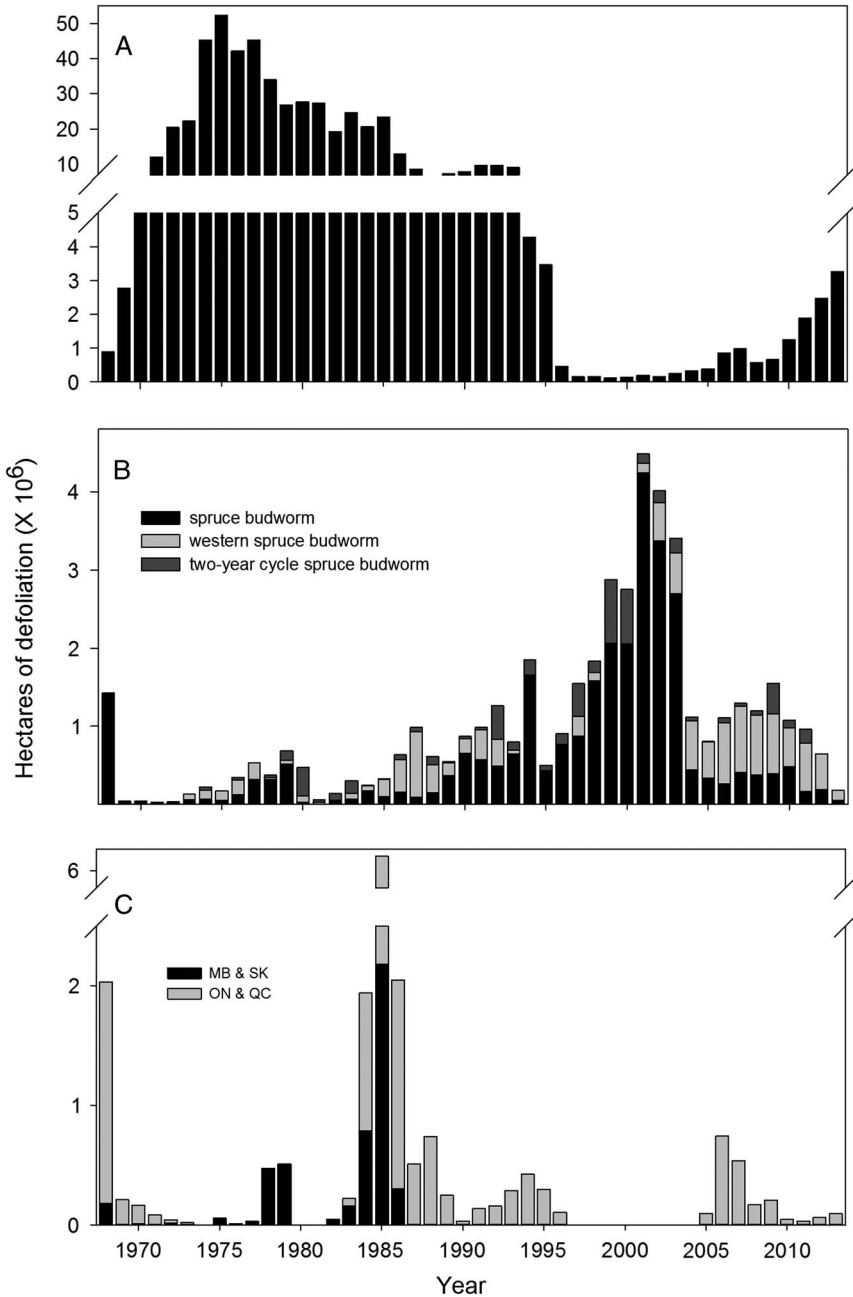 A
50
40
30
20
10
5
4
3
2
1
0
Hectares of defoliation (X 10⁶)
B
spruce budworm
western spruce budworm
two-year cycle spruce budworm
4
3
2
1
C
6
MB & SK
ON & QC
2
1
0
1970 1975 1980 1985 1990 1995 2000 2005 2010
Year